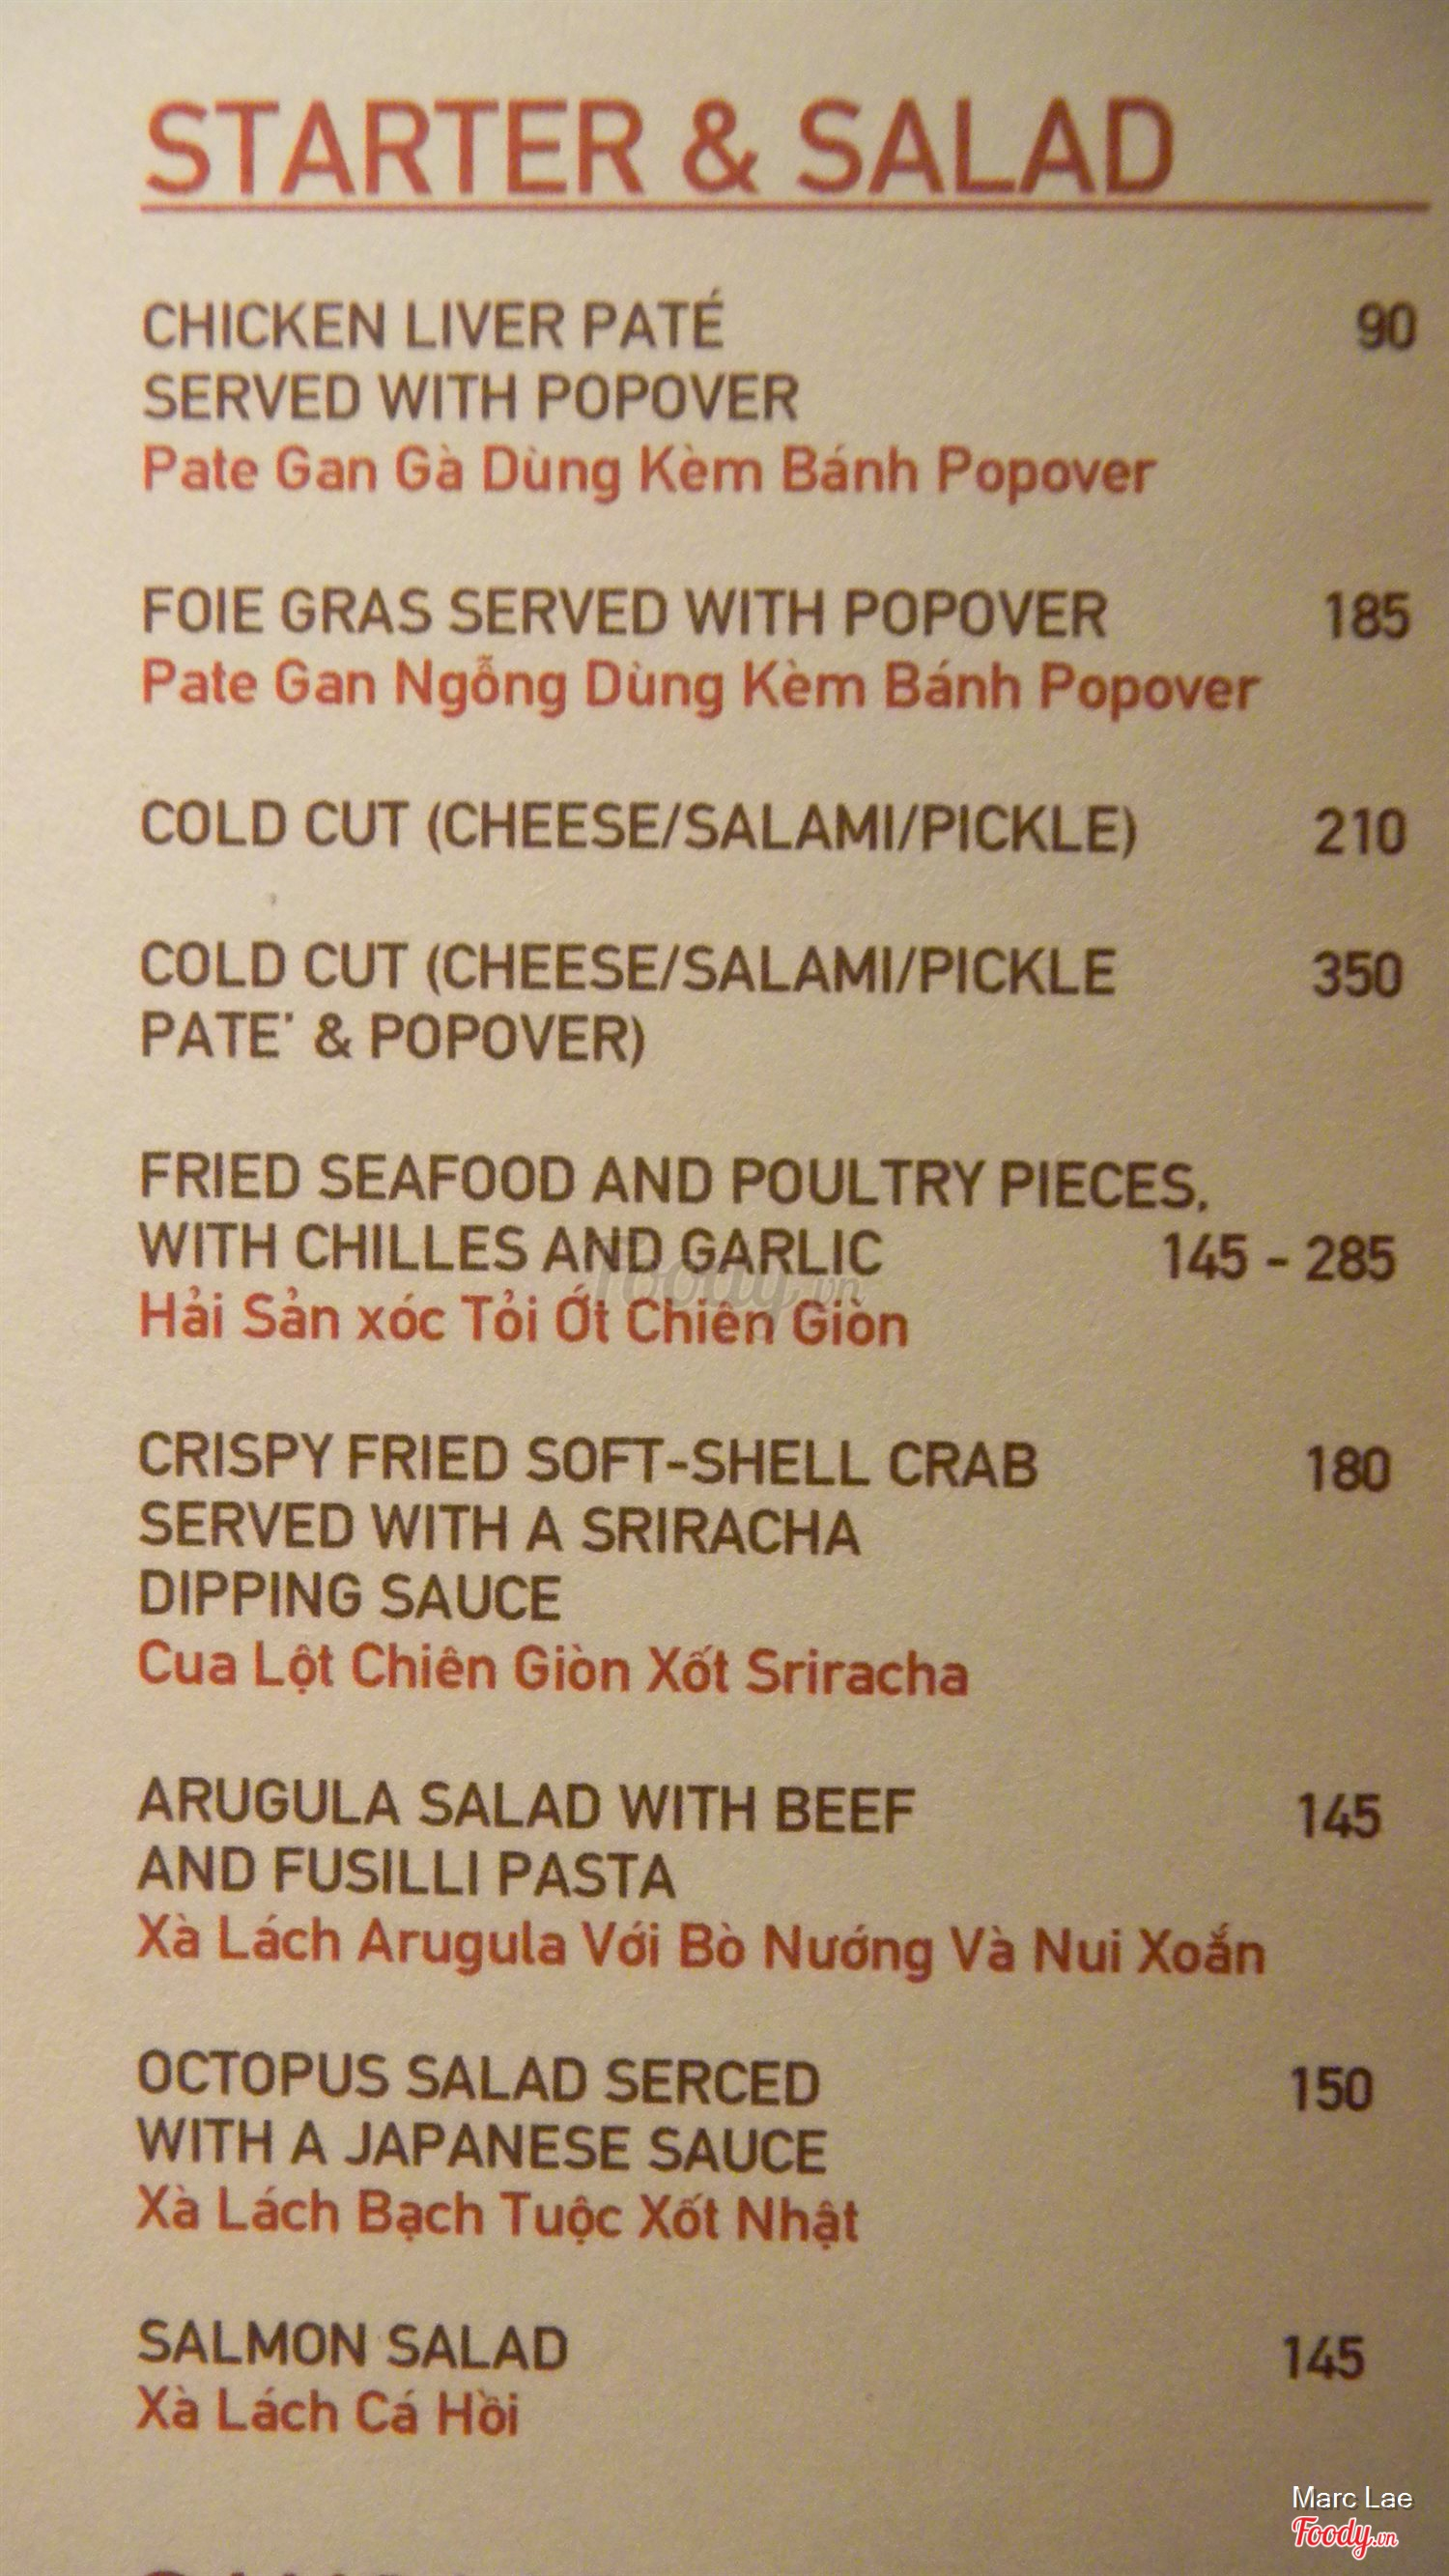 STARTER & SALAD
CHICKEN LIVER PATÉ 90
SERVED WITH POPOVER
Pate Gan Gà Dùng Kèm Bánh Popover
FOIE GRAS SERVED WITH POPOVER 185
Pate Gan Ngỗng Dùng Kèm Bánh Popover
COLD CUT (CHEESE/SALAMI/PICKLE) 210
COLD CUT (CHEESE/SALAMI/PICKLE 350
PATE' & POPOVER)
FRIED SEAFOOD AND POULTRY PIECES,
WITH CHILLES AND GARLIC 145 - 285
foody.vn
Hải Sản xóc Tỏi Ớt Chiên Giòn
CRISPY FRIED SOFT-SHELL CRAB 180
SERVED WITH A SRIRACHA
DIPPING SAUCE
Cua Lột Chiên Giòn Xốt Sriracha
ARUGULA SALAD WITH BEEF 145
AND FUSILLI PASTA
Xà Lách Arugula Với Bò Nướng Và Nui Xoắn
OCTOPUS SALAD SERCED 150
WITH A JAPANESE SAUCE
Xà Lách Bạch Tuộc Xốt Nhật
SALMON SALAD 145
Xà Lách Cá Hồi
Marc Lae
Foody.vn